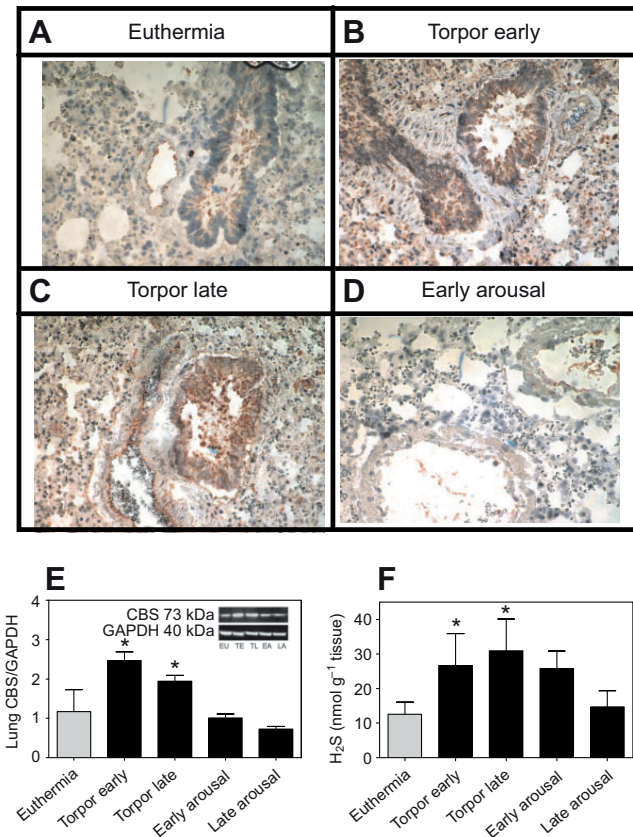 A Euthermia
B Torpor early
C Torpor late
D Early arousal
E
Lung CBS/GAPDH
4
3
2
1
0
CBS 73 kDa
GAPDH 40 kDa
EU TE TL EA LA
*
*
Euthermia
Torpor early
Torpor late
Early arousal
Late arousal
F
H₂S (nmol g⁻¹ tissue)
40
30
20
10
0
*
*
Euthermia
Torpor early
Torpor late
Early arousal
Late arousal